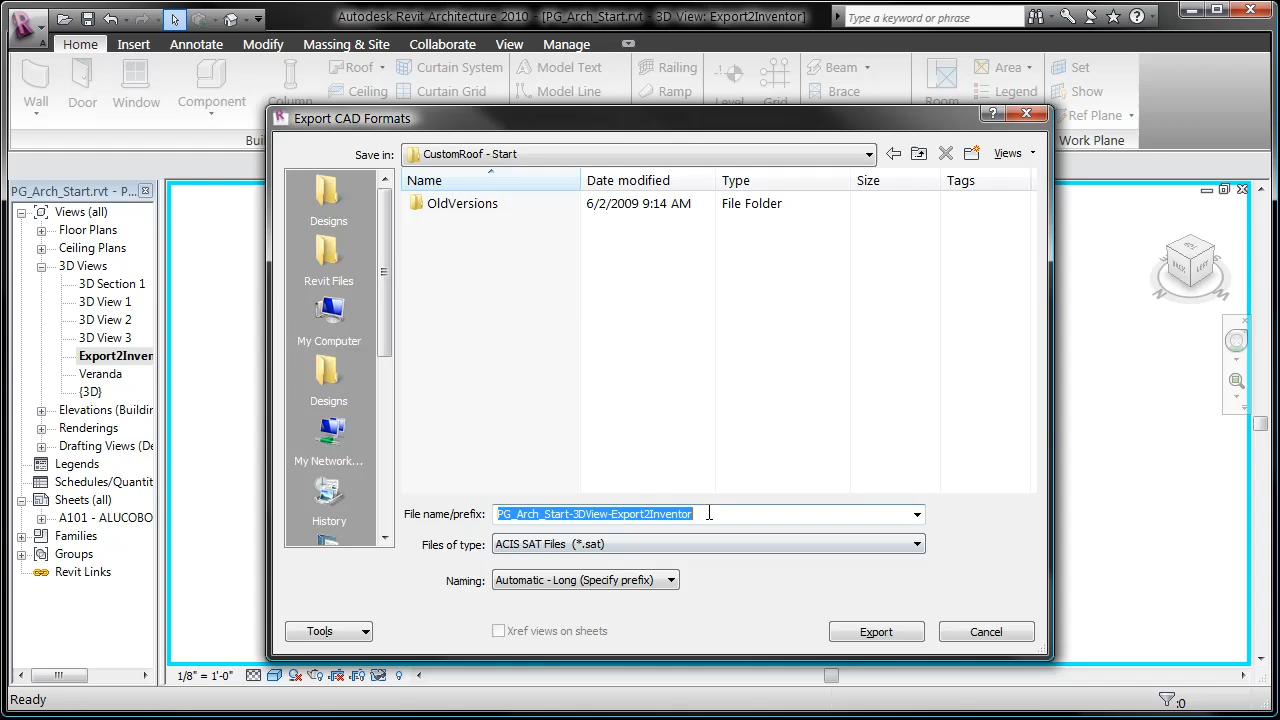 Autodesk Revit Architecture 2010 - [PG_Arch_Start.rvt - 3D View: Export2Inventor]
Type a keyword or phrase
Home Insert Annotate Modify Massing & Site Collaborate View Manage
Roof Curtain System Model Text Railing Beam Area Set
Ceiling Curtain Grid Model Line Ramp Brace Legend Show
Wall Door Window Component Column Level Grid Room Ref Plane
Work Plane
Export CAD Formats
Save in: CustomRoof - Start Views
Name Date modified Type Size Tags
OldVersions 6/2/2009 9:14 AM File Folder
Designs
Revit Files
My Computer
Designs
My Network...
History
File name/prefix: PG_Arch_Start-3DView-Export2Inventor
Files of type: ACIS SAT Files (*.sat)
Naming: Automatic - Long (Specify prefix)
Tools Xref views on sheets Export Cancel
PG_Arch_Start.rvt - P...
Views (all)
Floor Plans
Ceiling Plans
3D Views
3D Section 1
3D View 1
3D View 2
3D View 3
Export2Inven
Veranda
{3D}
Elevations (Buildin
Renderings
Drafting Views (De
Legends
Schedules/Quantit
Sheets (all)
A101 - ALUCOBO
Families
Groups
Revit Links
BACK LEFT
1/8" = 1'-0"
Ready :0